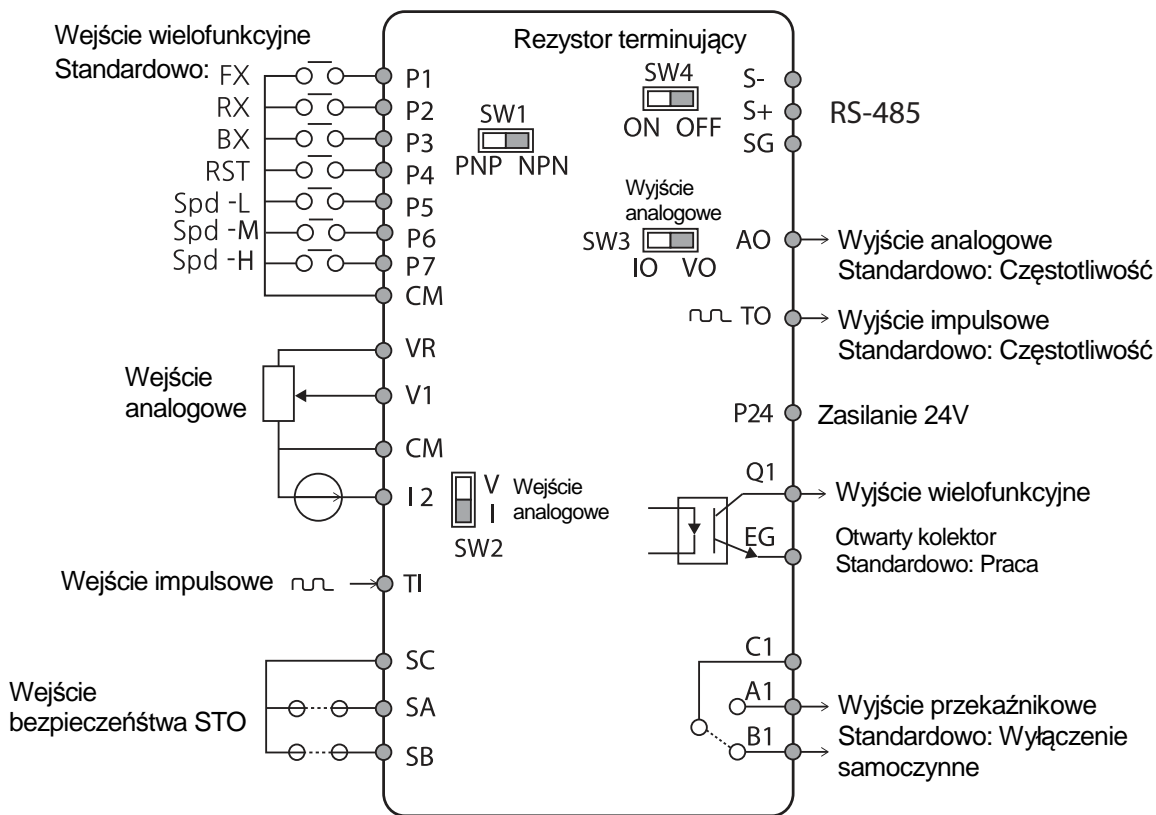 Wejście wielofunkcyjne
Standardowo: FX
P1
RX
P2
BX
P3
RST
P4
Spd -L
P5
Spd -M
P6
Spd -H
P7
CM
SW1
PNP NPN
Rezystor terminujący
SW4
ON OFF
S-
S+
SG
RS-485
Wyjście
analogowe
SW3
IO VO
AO
Wyjście analogowe
Standardowo: Częstotliwość
TO
Wyjście impulsowe
Standardowo: Częstotliwość
Wejście
analogowe
VR
V1
CM
I 2
V
I
Wejście
analogowe
SW2
P24
Zasilanie 24V
Q1
Wyjście wielofunkcyjne
EG
Otwarty kolektor
Standardowo: Praca
Wejście impulsowe
TI
Wejście
bezpieczeńśtwa STO
SC
SA
SB
C1
A1
B1
Wyjście przekaźnikowe
Standardowo: Wyłączenie
samoczynne